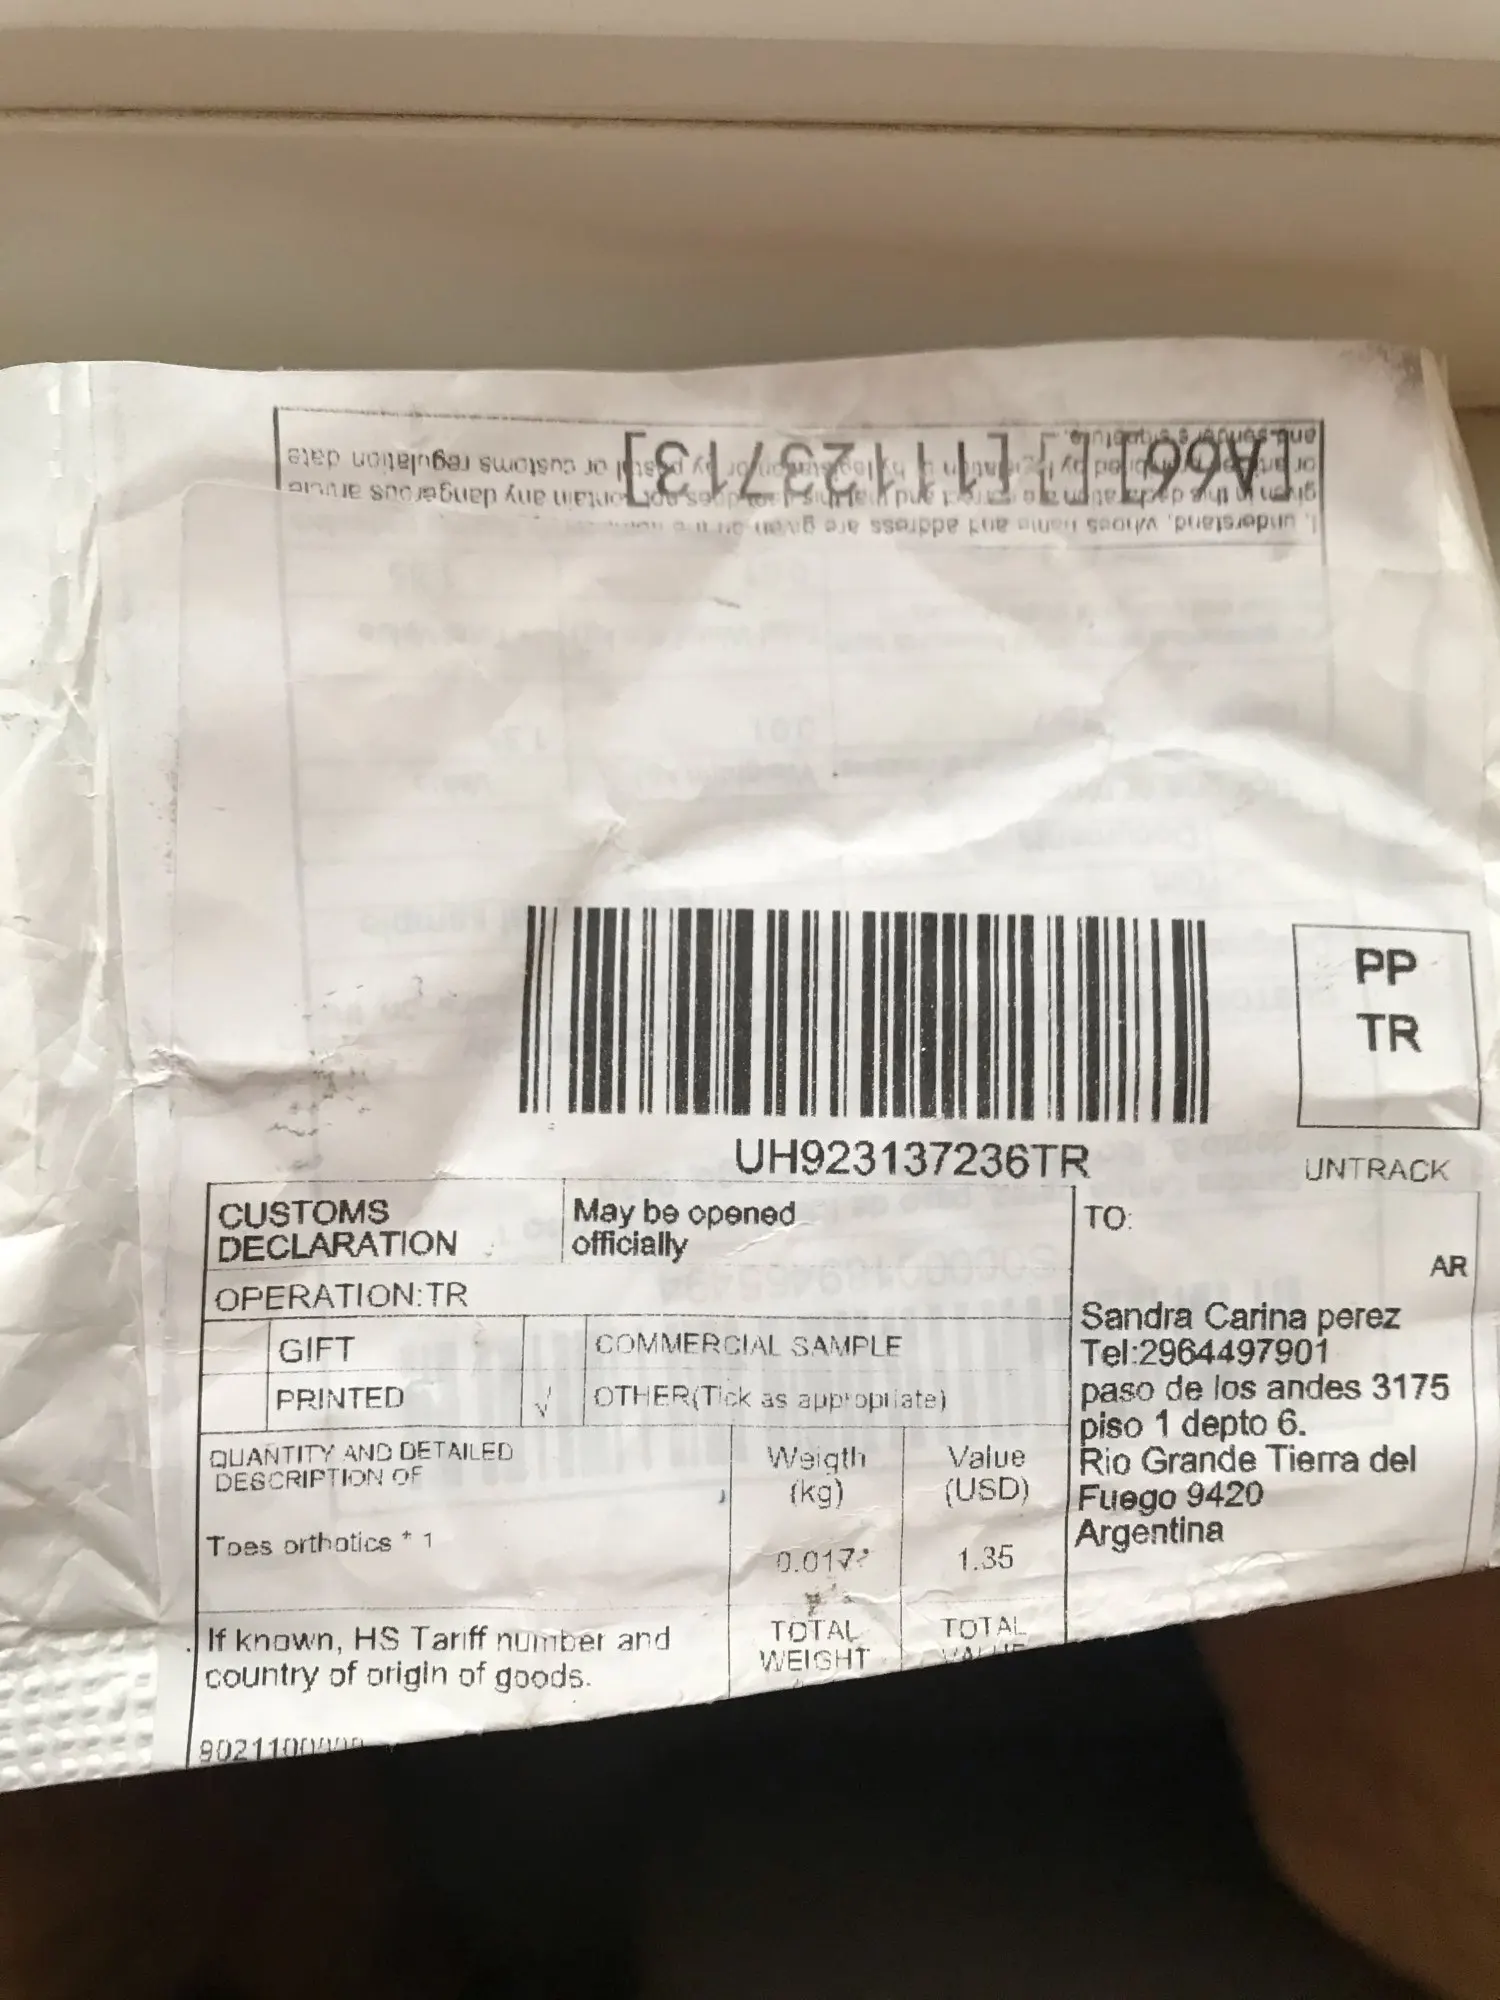 I, understand, whoes name and address are given on the
given in this declaration are correct and that this item does not contain any dangerous article
or article prohibited by legislation or by postal or customs regulation date
and sender's signature.
[A66] [ ] [111123713]
PP
TR
UH923137236TR
UNTRACK
CUSTOMS
DECLARATION
May be opened
officially
OPERATION:TR
GIFT
COMMERCIAL SAMPLE
PRINTED
√
OTHER(Tick as appropriate)
QUANTITY AND DETAILED
DESCRIPTION OF
Weigth
(kg)
Value
(USD)
Toes orthotics * 1
1.35
If known, HS Tariff number and
country of origin of goods.
TOTAL
WEIGHT
TOTAL
VALUE
TO:
AR
Sandra Carina perez
Tel:2964497901
paso de los andes 3175
piso 1 depto 6.
Rio Grande Tierra del
Fuego 9420
Argentina